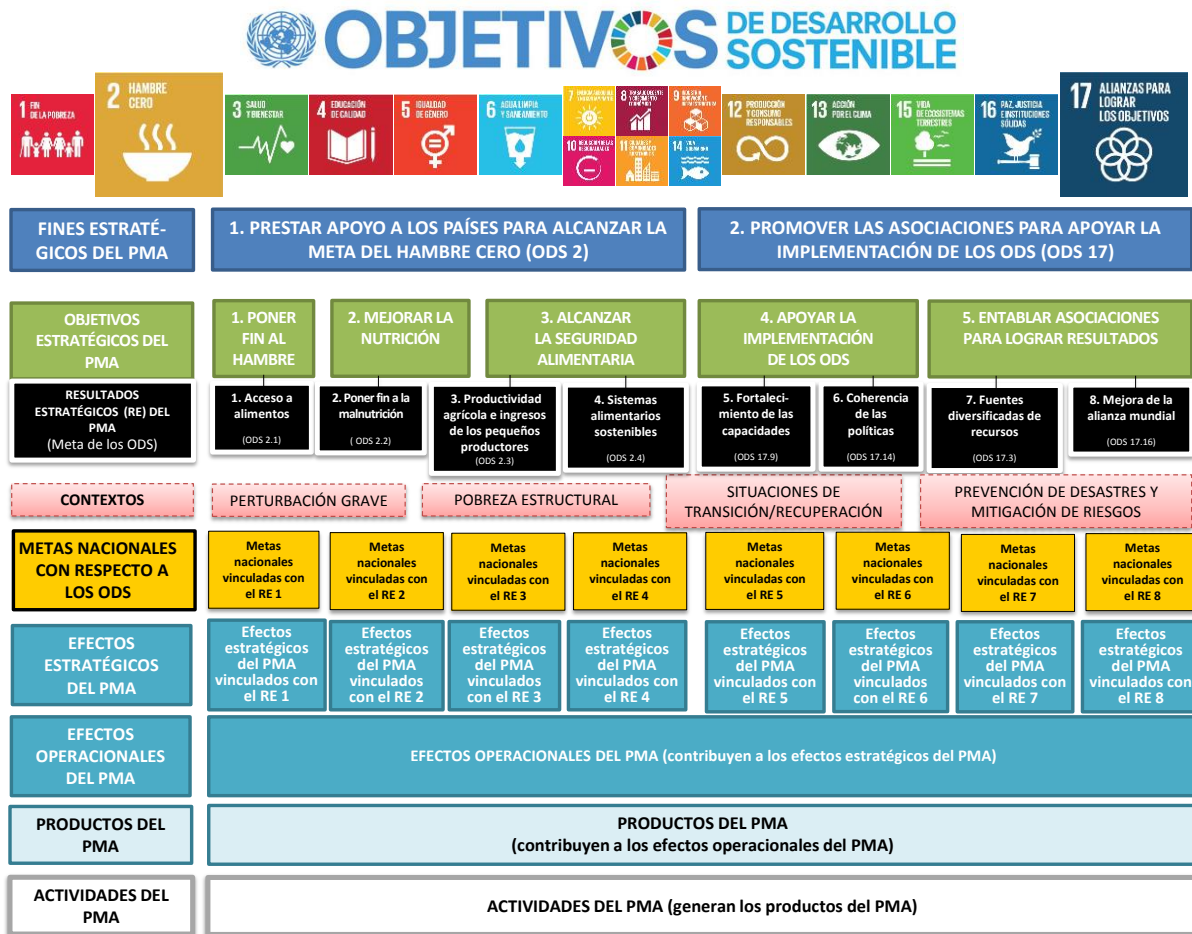 OBJETIVOS DE DESARROLLO
SOSTENIBLE
1 FIN
DE LA POBREZA
2 HAMBRE
CERO
3 SALUD
Y BIENESTAR
4 EDUCACIÓN
DE CALIDAD
5 IGUALDAD
DE GÉNERO
6 AGUA LIMPIA
Y SANEAMIENTO
7
8 TRABAJO DECENTE
Y CRECIMIENTO
ECONÓMICO
9
10 REDUCCIÓN DE LAS
DESIGUALDADES
11 CIUDADES Y
COMUNIDADES
SOSTENIBLES
14 VIDA
SUBMARINA
12 PRODUCCIÓN
Y CONSUMO
RESPONSABLES
13 ACCIÓN
POR EL CLIMA
15 VIDA
DE ECOSISTEMAS
TERRESTRES
16 PAZ, JUSTICIA
E INSTITUCIONES
SÓLIDAS
17 ALIANZAS PARA
LOGRAR
LOS OBJETIVOS
FINES ESTRATÉ-
GICOS DEL PMA
1. PRESTAR APOYO A LOS PAÍSES PARA ALCANZAR LA
META DEL HAMBRE CERO (ODS 2)
2. PROMOVER LAS ASOCIACIONES PARA APOYAR LA
IMPLEMENTACIÓN DE LOS ODS (ODS 17)
OBJETIVOS
ESTRATÉGICOS DEL
PMA
1. PONER
FIN AL
HAMBRE
2. MEJORAR LA
NUTRICIÓN
3. ALCANZAR
LA SEGURIDAD
ALIMENTARIA
4. APOYAR LA
IMPLEMENTACIÓN
DE LOS ODS
5. ENTABLAR ASOCIACIONES
PARA LOGRAR RESULTADOS
RESULTADOS
ESTRATÉGICOS (RE) DEL
PMA
(Meta de los ODS)
1. Acceso a
alimentos
(ODS 2.1)
2. Poner fin a la
malnutrición
( ODS 2.2)
3. Productividad
agrícola e ingresos
de los pequeños
productores
(ODS 2.3)
4. Sistemas
alimentarios
sostenibles
(ODS 2.4)
5. Fortaleci-
miento de las
capacidades
(ODS 17.9)
6. Coherencia
de las
políticas
(ODS 17.14)
7. Fuentes
diversificadas de
recursos
(ODS 17.3)
8. Mejora de la
alianza mundial
(ODS 17.16)
CONTEXTOS
PERTURBACIÓN GRAVE
POBREZA ESTRUCTURAL
SITUACIONES DE
TRANSICIÓN/RECUPERACIÓN
PREVENCIÓN DE DESASTRES Y
MITIGACIÓN DE RIESGOS
METAS NACIONALES
CON RESPECTO A
LOS ODS
Metas
nacionales
vinculadas con
el RE 1
Metas
nacionales
vinculadas con
el RE 2
Metas
nacionales
vinculadas con
el RE 3
Metas
nacionales
vinculadas con
el RE 4
Metas
nacionales
vinculadas con
el RE 5
Metas
nacionales
vinculadas con
el RE 6
Metas
nacionales
vinculadas con
el RE 7
Metas
nacionales
vinculadas con
el RE 8
EFECTOS
ESTRATÉGICOS
DEL PMA
Efectos
estratégicos
del PMA
vinculados con
el RE 1
Efectos
estratégicos
del PMA
vinculados
con el RE 2
Efectos
estratégicos
del PMA
vinculados
con el RE 3
Efectos
estratégicos
del PMA
vinculados con
el RE 4
Efectos
estratégicos
del PMA
vinculados con
el RE 5
Efectos
estratégicos
del PMA
vinculados
con el RE 6
Efectos
estratégicos
del PMA
vinculados con
el RE 7
Efectos
estratégicos
del PMA
vinculados con
el RE 8
EFECTOS
OPERACIONALES
DEL PMA
EFECTOS OPERACIONALES DEL PMA (contribuyen a los efectos estratégicos del PMA)
PRODUCTOS DEL
PMA
PRODUCTOS DEL PMA
(contribuyen a los efectos operacionales del PMA)
ACTIVIDADES DEL
PMA
ACTIVIDADES DEL PMA (generan los productos del PMA)